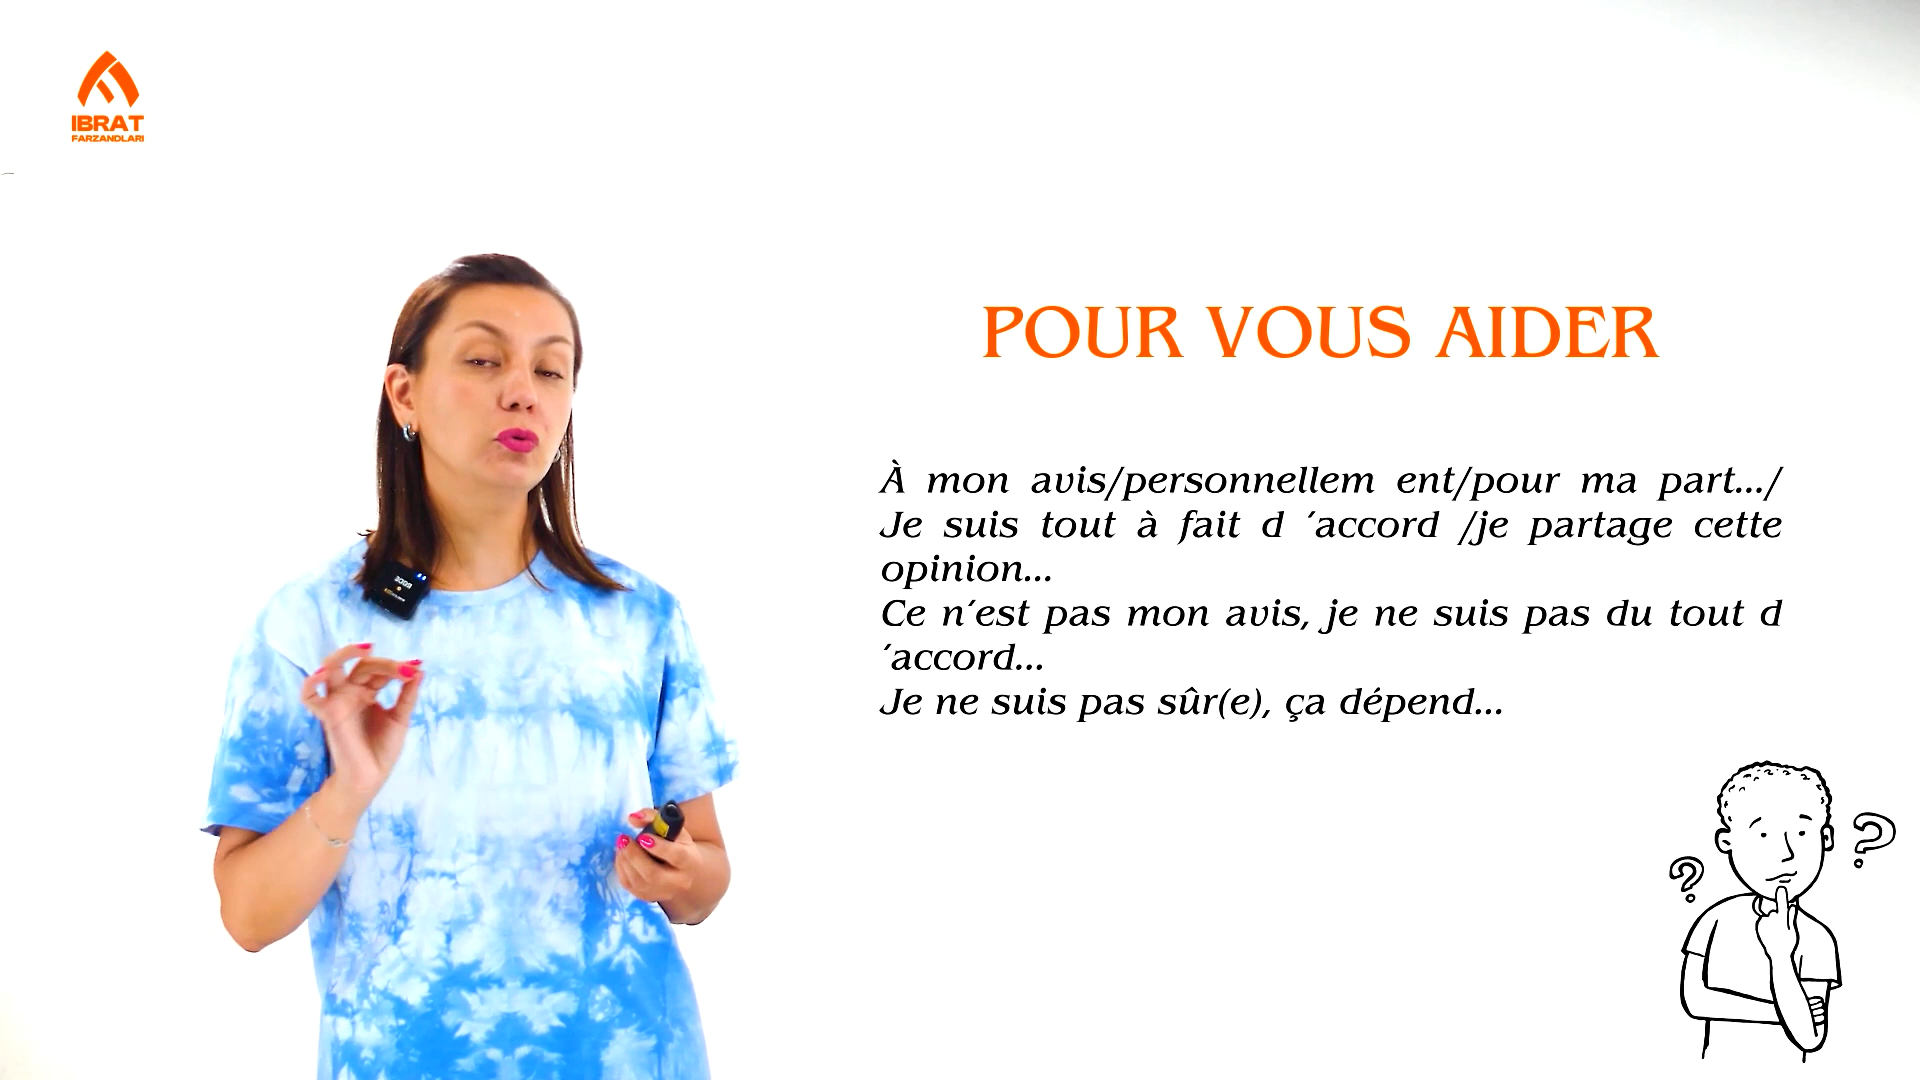 IBRAT
FARZANDLARI
POUR VOUS AIDER
À mon avis/personnellem ent/pour ma part.../
Je suis tout à fait d ´accord /je partage cette
opinion...
Ce n´est pas mon avis, je ne suis pas du tout d
´accord...
Je ne suis pas sûr(e), ça dépend...
?
?